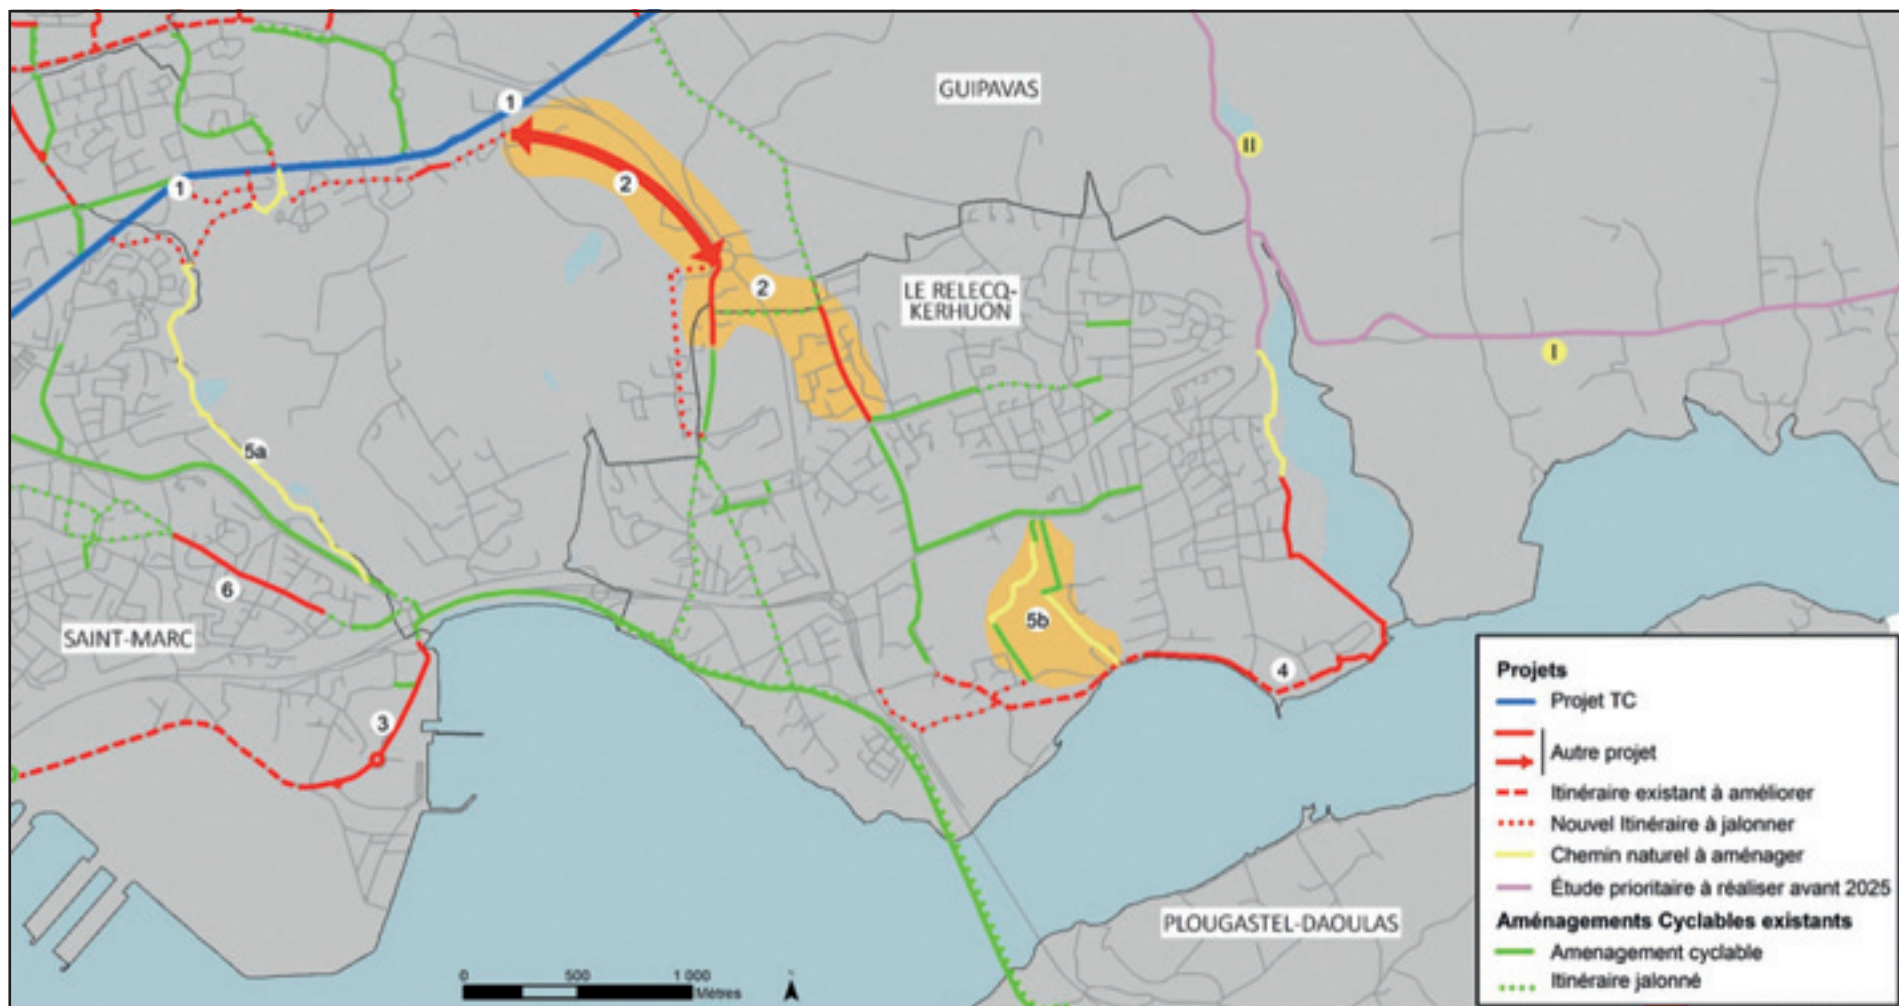 GUIPAVAS
1
II
1
2
2
LE RELECQ-
KERHUON
I
5a
6
5b
SAINT-MARC
4
3
PLOUGASTEL-DAOULAS
0 500 1 000
Mètres
Projets
Projet TC
Autre projet
Itinéraire existant à améliorer
Nouvel Itinéraire à jalonner
Chemin naturel à aménager
Étude prioritaire à réaliser avant 2025
Aménagements Cyclables existants
Amenagement cyclable
Itinéraire jalonné